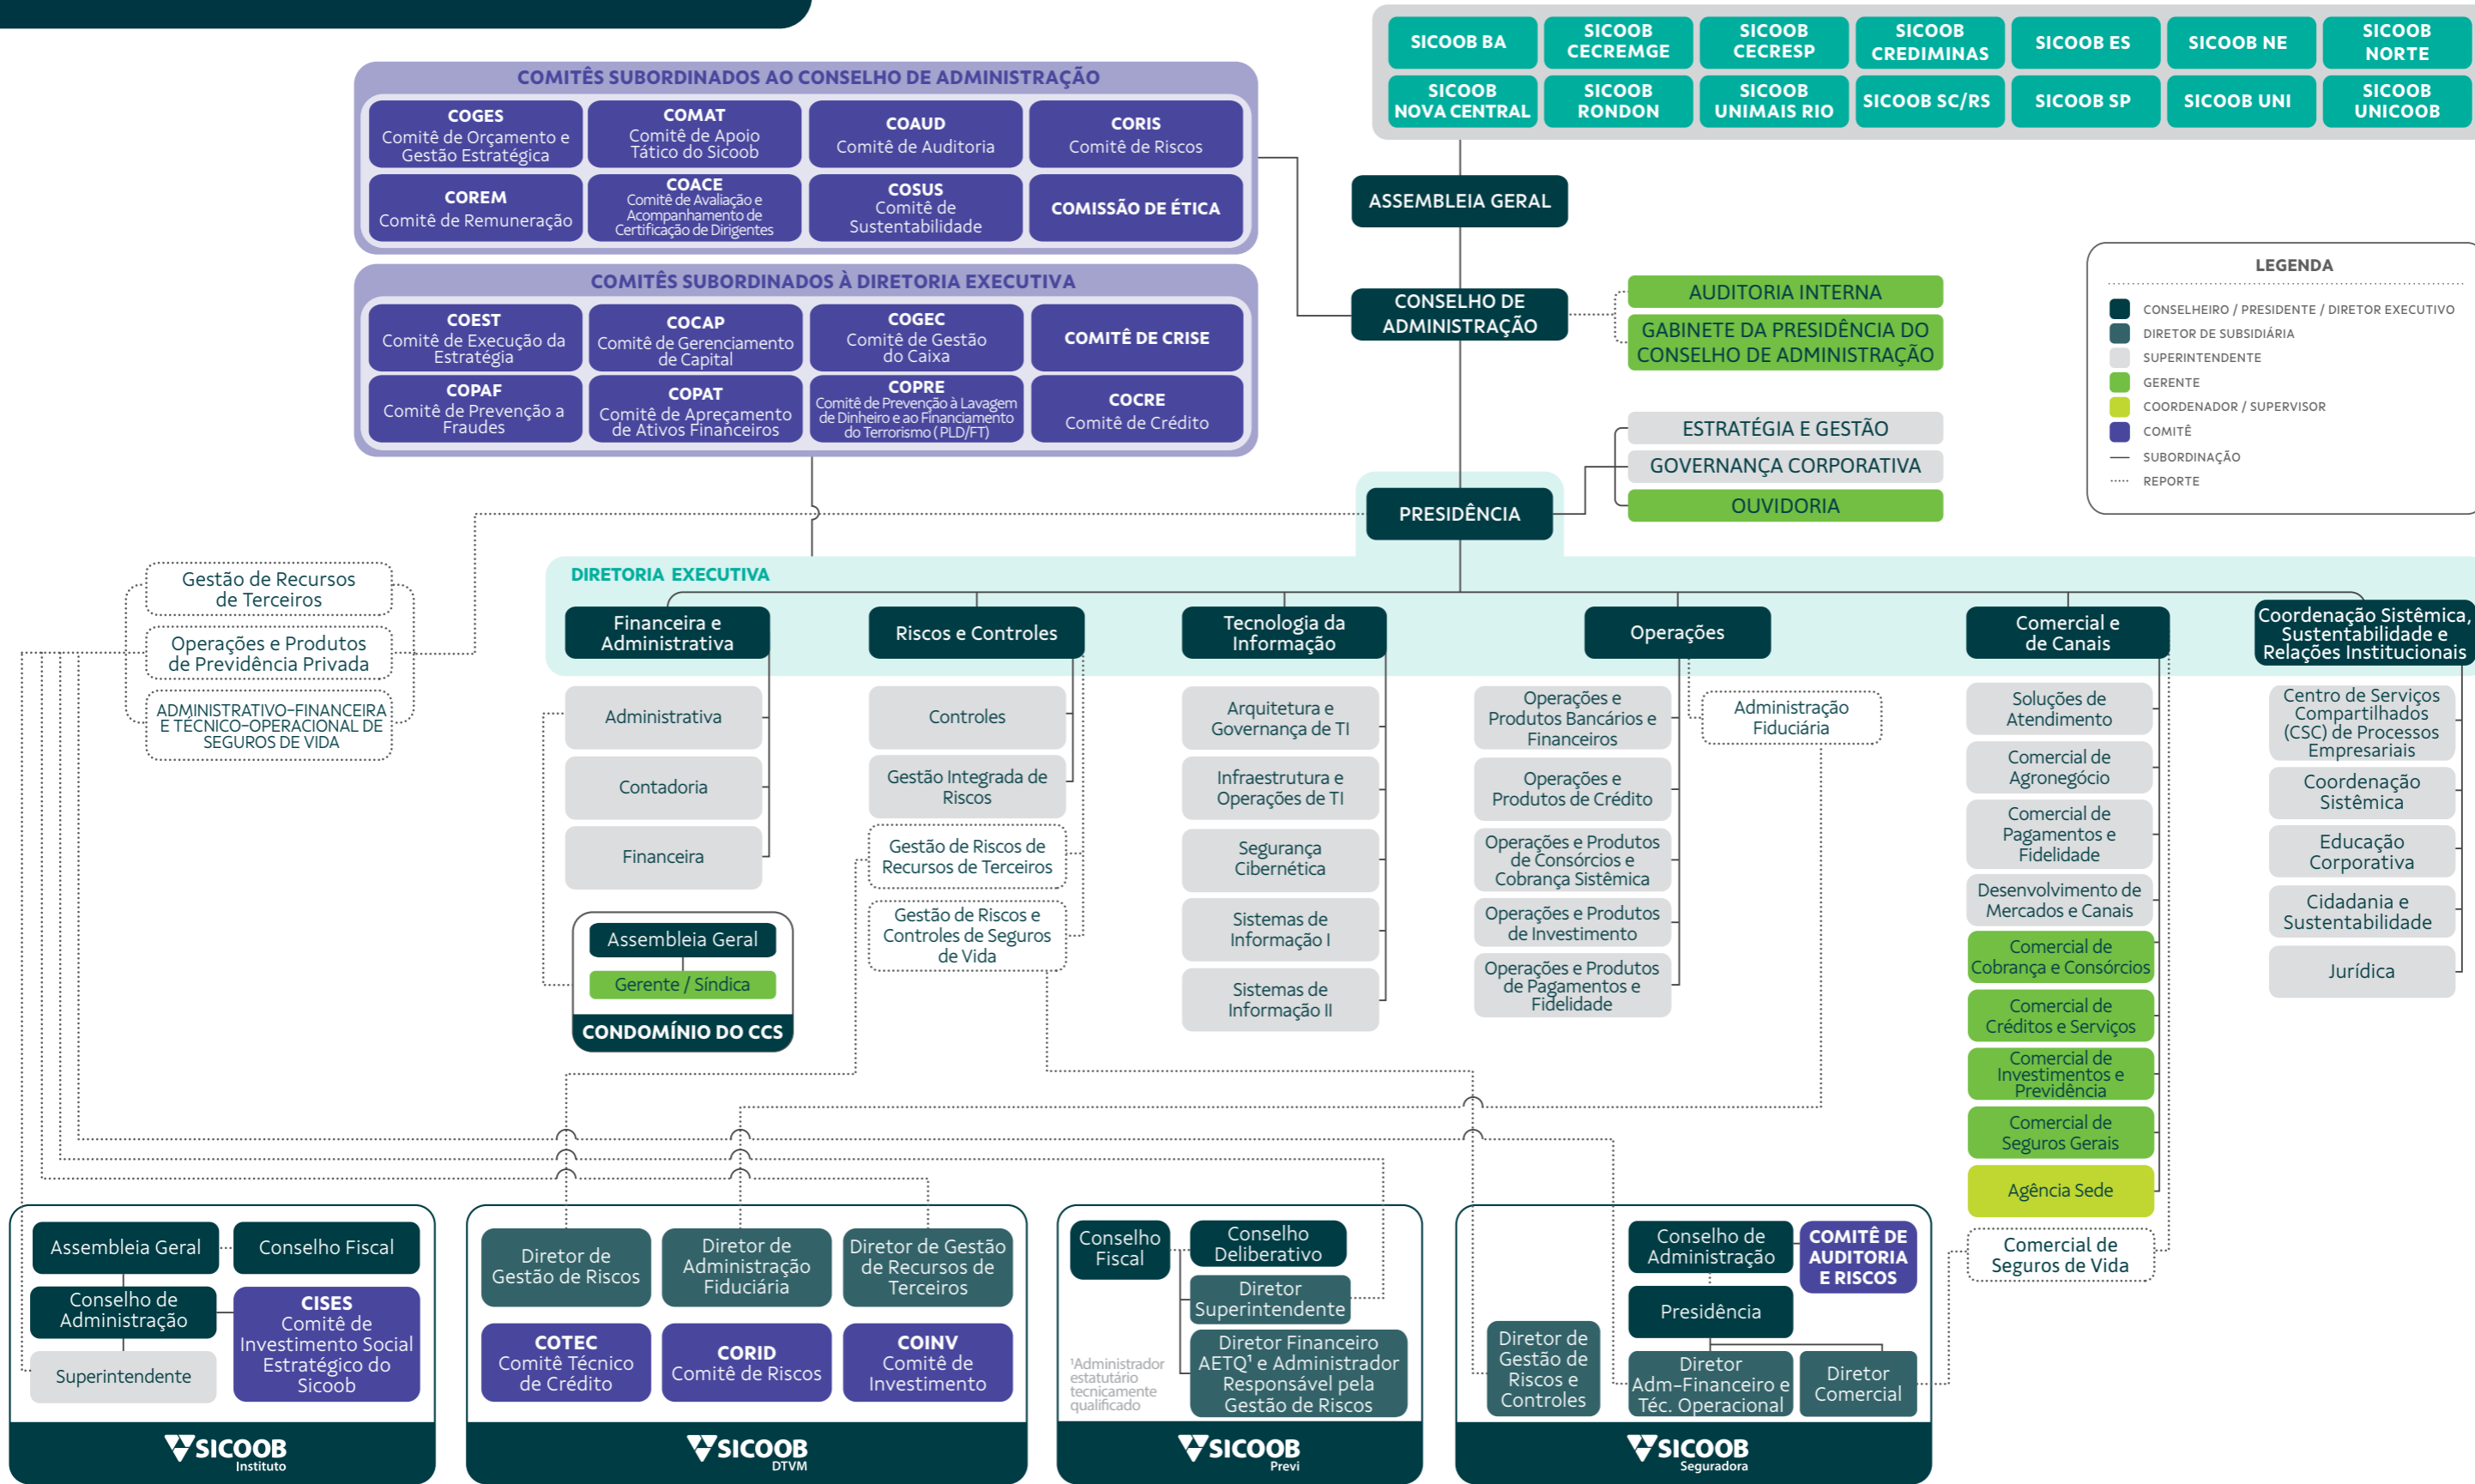 SICOOB BA
SICOOB
CECREMGE
SICOOB
CECRESP
SICOOB
CREDIMINAS
SICOOB ES
SICOOB NE
SICOOB
NORTE
SICOOB
NOVA CENTRAL
SICOOB
RONDON
SICOOB
UNIMAIS RIO
SICOOB SC/RS
SICOOB SP
SICOOB UNI
SICOOB
UNICOOB
COMITÊS SUBORDINADOS AO CONSELHO DE ADMINISTRAÇÃO
COGES
Comitê de Orçamento e
Gestão Estratégica
COMAT
Comitê de Apoio
Tático do Sicoob
COAUD
Comitê de Auditoria
CORIS
Comitê de Riscos
COREM
Comitê de Remuneração
COACE
Comitê de Avaliação e
Acompanhamento de
Certificação de Dirigentes
COSUS
Comitê de
Sustentabilidade
COMISSÃO DE ÉTICA
COMITÊS SUBORDINADOS À DIRETORIA EXECUTIVA
COEST
Comitê de Execução da
Estratégia
COCAP
Comitê de Gerenciamento
de Capital
COGEC
Comitê de Gestão
do Caixa
COMITÊ DE CRISE
COPAF
Comitê de Prevenção a
Fraudes
COPAT
Comitê de Apreçamento
de Ativos Financeiros
COPRE
Comitê de Prevenção à Lavagem
de Dinheiro e ao Financiamento
do Terrorismo (PLD/FT)
COCRE
Comitê de Crédito
ASSEMBLEIA GERAL
CONSELHO DE
ADMINISTRAÇÃO
AUDITORIA INTERNA
GABINETE DA PRESIDÊNCIA DO
CONSELHO DE ADMINISTRAÇÃO
ESTRATÉGIA E GESTÃO
GOVERNANÇA CORPORATIVA
OUVIDORIA
PRESIDÊNCIA
LEGENDA
CONSELHEIRO / PRESIDENTE / DIRETOR EXECUTIVO
DIRETOR DE SUBSIDIÁRIA
SUPERINTENDENTE
GERENTE
COORDENADOR / SUPERVISOR
COMITÊ
SUBORDINAÇÃO
REPORTE
Gestão de Recursos
de Terceiros
Operações e Produtos
de Previdência Privada
ADMINISTRATIVO-FINANCEIRA
E TÉCNICO-OPERACIONAL DE
SEGUROS DE VIDA
DIRETORIA EXECUTIVA
Financeira e
Administrativa
Administrativa
Contadoria
Financeira
Assembleia Geral
Gerente / Síndica
CONDOMÍNIO DO CCS
Riscos e Controles
Controles
Gestão Integrada de
Riscos
Gestão de Riscos de
Recursos de Terceiros
Gestão de Riscos e
Controles de Seguros
de Vida
Tecnologia da
Informação
Arquitetura e
Governança de TI
Infraestrutura e
Operações de TI
Segurança
Cibernética
Sistemas de
Informação I
Sistemas de
Informação II
Operações
Operações e
Produtos Bancários e
Financeiros
Operações e
Produtos de Crédito
Operações e Produtos
de Consórcios e
Cobrança Sistêmica
Operações e Produtos
de Investimento
Operações e Produtos
de Pagamentos e
Fidelidade
Administração
Fiduciária
Comercial e
de Canais
Soluções de
Atendimento
Comercial de
Agronegócio
Comercial de
Pagamentos e
Fidelidade
Desenvolvimento de
Mercados e Canais
Comercial de
Cobrança e Consórcios
Comercial de
Créditos e Serviços
Comercial de
Investimentos e
Previdência
Comercial de
Seguros Gerais
Agência Sede
Comercial de
Seguros de Vida
Coordenação Sistêmica,
Sustentabilidade e
Relações Institucionais
Centro de Serviços
Compartilhados
(CSC) de Processos
Empresariais
Coordenação
Sistêmica
Educação
Corporativa
Cidadania e
Sustentabilidade
Jurídica
Assembleia Geral
Conselho Fiscal
Conselho de
Administração
CISES
Comitê de
Investimento Social
Estratégico do
Sicoob
Superintendente
SICOOB
Instituto
Diretor de
Gestão de Riscos
Diretor de
Administração
Fiduciária
Diretor de Gestão
de Recursos de
Terceiros
COTEC
Comitê Técnico
de Crédito
CORID
Comitê de Riscos
COINV
Comitê de
Investimento
SICOOB
DTVM
Conselho
Fiscal
Conselho
Deliberativo
Diretor
Superintendente
Diretor Financeiro
AETQ¹ e Administrador
Responsável pela
Gestão de Riscos
¹Administrador
estatutário
tecnicamente
qualificado
SICOOB
Previ
Conselho de
Administração
COMITÊ DE
AUDITORIA
E RISCOS
Presidência
Diretor de
Gestão de
Riscos e
Controles
Diretor
Adm-Financeiro e
Téc. Operacional
Diretor
Comercial
SICOOB
Seguradora